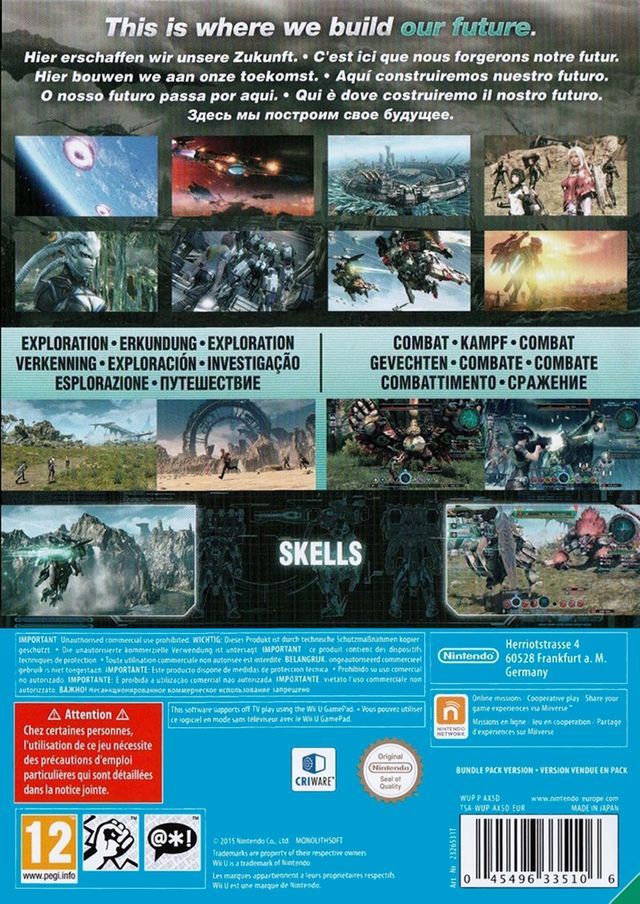 This is where we build our future.
Hier erschaffen wir unsere Zukunft. • C'est ici que nous forgerons notre futur.
Hier bouwen we aan onze toekomst. • Aquí construiremos nuestro futuro.
O nosso futuro passa por aqui. • Qui è dove costruiremo il nostro futuro.
Здесь мы построим свое будущее.
EXPLORATION • ERKUNDUNG • EXPLORATION
VERKENNING • EXPLORACIÓN • INVESTIGAÇÃO
ESPLORAZIONE • ПУТЕШЕСТВИЕ
COMBAT • KAMPF • COMBAT
GEVECHTEN • COMBATE • COMBATE
COMBATTIMENTO • СРАЖЕНИЕ
SKELLS
IMPORTANT Unauthorised commercial use prohibited. WICHTIG: Dieses Produkt ist durch technische Schutzmaßnahmen kopier
geschützt • Die unautorisierte kommerzielle Verwendung ist untersagt IMPORTANT ce produit contient des dispositifs
techniques de protection • Toute utilisation commerciale non autorisée est interdite. BELANGRIJK. ongeautoriseerd commercieel
gebruik is niet toegestaan. IMPORTANTE: Este producto dispone de medidas de protección técnica • Prohibido su uso comercial
no autorizado IMPORTANTE: É proibida a utilização comercial não autorizada. IMPORTANTE vietato l'uso commerciale non
autorizzato ВАЖНО! Несанкционированное коммерческое использование запрещено
Nintendo
Herriotstrasse 4
60528 Frankfurt a. M.
Germany
Attention
Chez certaines personnes,
l'utilisation de ce jeu nécessite
des précautions d'emploi
particulières qui sont détaillées
dans la notice jointe.
This software supports off TV play using the Wii U GamePad. • Vous pouvez utiliser
ce logiciel en mode sans téléviseur avec le Wii U GamePad.
NINTENDO
NETWORK
Online missions Cooperative play Share your
game experiences via Miiverse™
Missions en ligne Jeu en coopération Partage
d'expériences sur Miiverse
CRIWARE™
Original
Nintendo
Seal of
Quality
BUNDLE PACK VERSION • VERSION VENDUE EN PACK
WUP P AX5D www.nintendo europe.com
TSA WUP AX5D EUR MADE IN JAPAN
12
www.pegi.info
@*!
© 2015 Nintendo Co., Ltd. MONOLITHSOFT
Trademarks are property of their respective owners
Wii U is a trademark of Nintendo.
Les marques appartiennent à leurs propriétaires respectifs
Wii U est une marque de Nintendo.
Art. Nr 2326531T
0 45496 33510 6